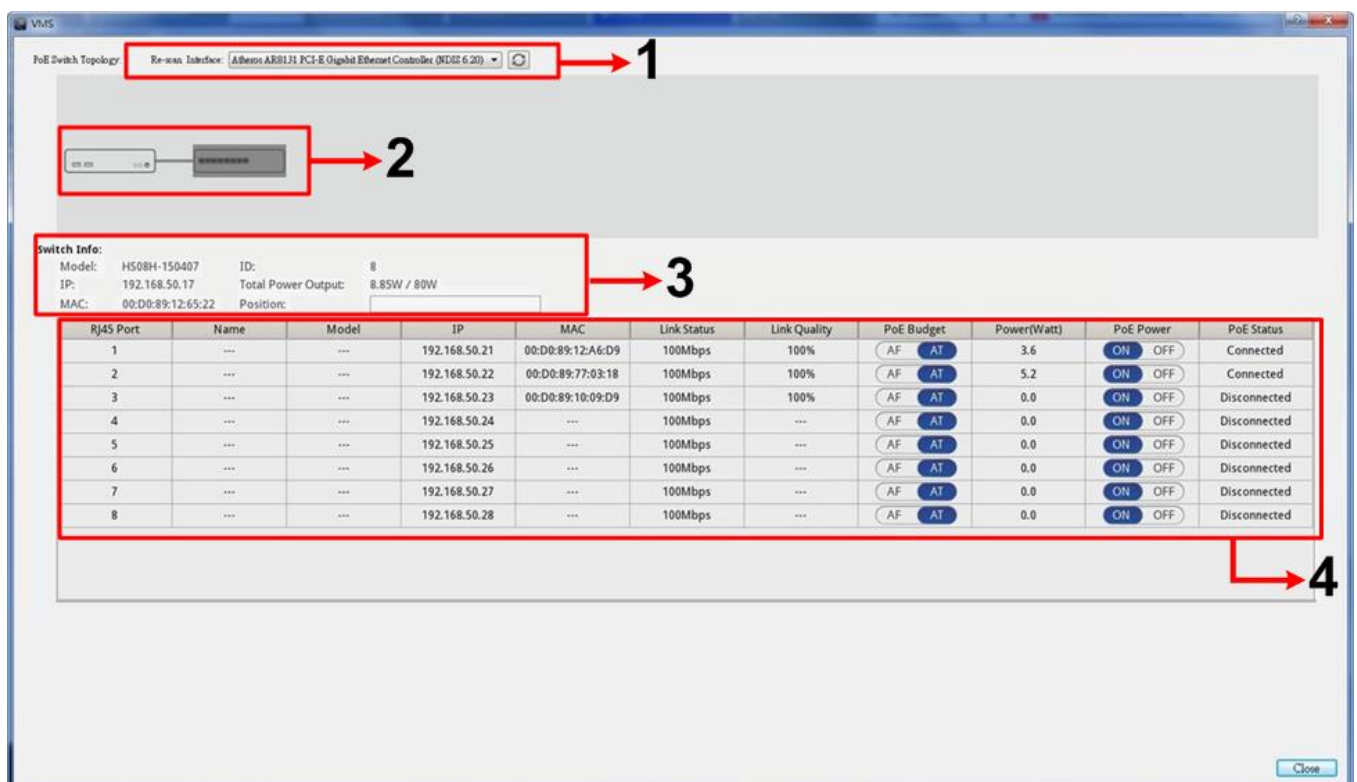 VMS
PoE Switch Topology: Re-scan Interface: Atheros AR8131 PCI-E Gigabit Ethernet Controller (NDIS 6.20) 1
2
Switch Info:
Model: HS08H-150407 ID: 8
IP: 192.168.50.17 Total Power Output: 8.85W / 80W
MAC: 00:D0:89:12:65:22 Position:
3
RJ45 Port Name Model IP MAC Link Status Link Quality PoE Budget Power(Watt) PoE Power PoE Status
1 --- --- 192.168.50.21 00:D0:89:12:A6:D9 100Mbps 100% AF AT 3.6 ON OFF Connected
2 --- --- 192.168.50.22 00:D0:89:77:03:18 100Mbps 100% AF AT 5.2 ON OFF Connected
3 --- --- 192.168.50.23 00:D0:89:10:09:D9 100Mbps 100% AF AT 0.0 ON OFF Disconnected
4 --- --- 192.168.50.24 --- 100Mbps --- AF AT 0.0 ON OFF Disconnected
5 --- --- 192.168.50.25 --- 100Mbps --- AF AT 0.0 ON OFF Disconnected
6 --- --- 192.168.50.26 --- 100Mbps --- AF AT 0.0 ON OFF Disconnected
7 --- --- 192.168.50.27 --- 100Mbps --- AF AT 0.0 ON OFF Disconnected
8 --- --- 192.168.50.28 --- 100Mbps --- AF AT 0.0 ON OFF Disconnected
4
Close